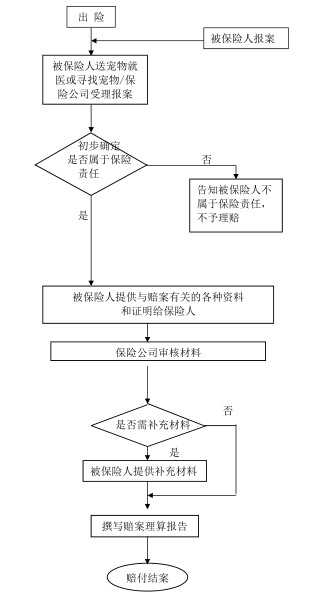 出 险
被保险人报案
被保险人送宠物就
医或寻找宠物/保
险公司受理报案
初步确定
是否属于保险
责任
否
告知被保险人不
属于保险责任，
不予理赔
是
被保险人提供与赔案有关的各种资料
和证明给保险人
保险公司审核材料
是否需补充材料
否
是
被保险人提供补充材料
撰写赔案理算报告
赔付结案